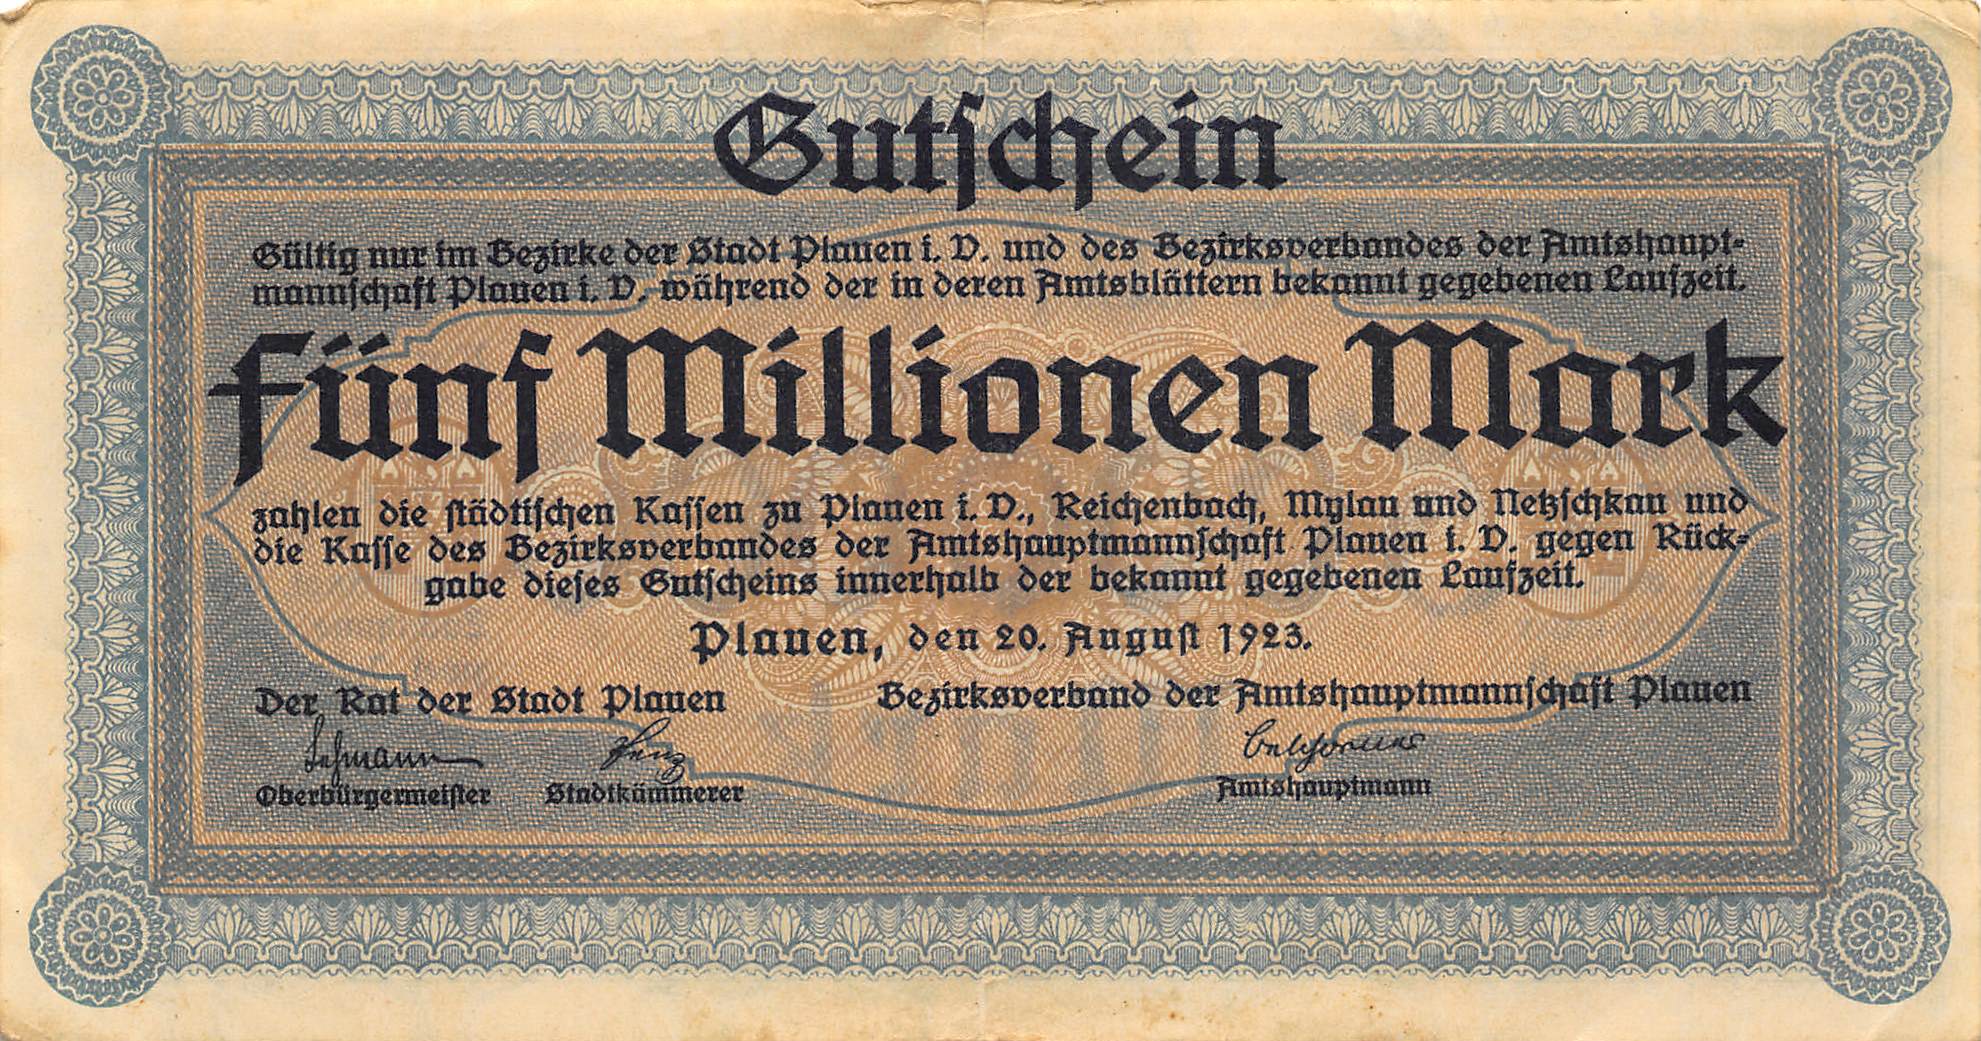 Gutschein
Gültig nur im Bezirke der Stadt Plauen i. V. und des Bezirksverbandes der Amtshaupt-
mannschaft Plauen i. V. während der in deren Amtsblättern bekannt gegebenen Laufzeit.
Fünf Millionen Mark
zahlen die städtischen Kassen zu Plauen i. V., Reichenbach, Mylau und Netzschkau und
die Kasse des Bezirksverbandes der Amtshauptmannschaft Plauen i. V. gegen Rück-
gabe dieses Gutscheins innerhalb der bekannt gegebenen Laufzeit.
Plauen, den 20. August 1923.
Der Rat der Stadt Plauen
Bezirksverband der Amtshauptmannschaft Plauen
Lehmann
Oberbürgermeister
Stadtkämmerer
Amtshauptmann